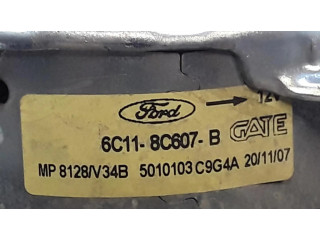 Ford 12V
6C11- 8C607- B GATE
MP 8128/V34B 5010103 C9G4A 20/11/07